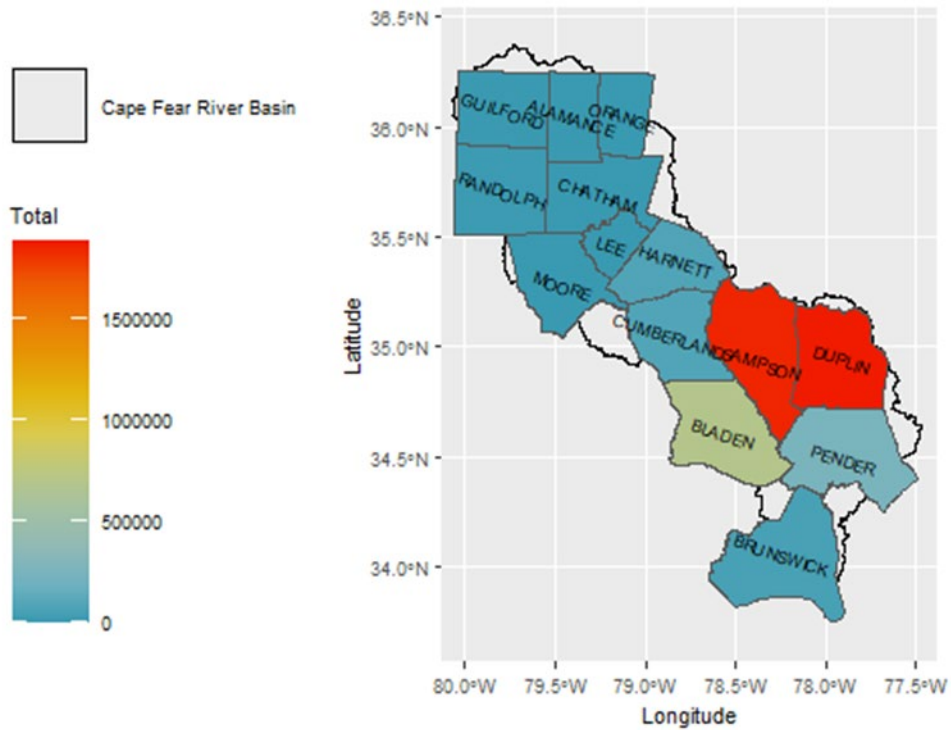 36.5°N
Cape Fear River Basin
36.0°N
GUILFORD
ALAMANCE
ORANGE
RANDOLPH
CHATHAM
Total
35.5°N
LEE
HARNETT
MOORE
1500000
CUMBERLAND
SAMPSON
DUPLIN
35.0°N
Latitude
1000000
BLADEN
PENDER
34.5°N
500000
BRUNSWICK
34.0°N
0
80.0°W 79.5°W 79.0°W 78.5°W 78.0°W 77.5°W
Longitude